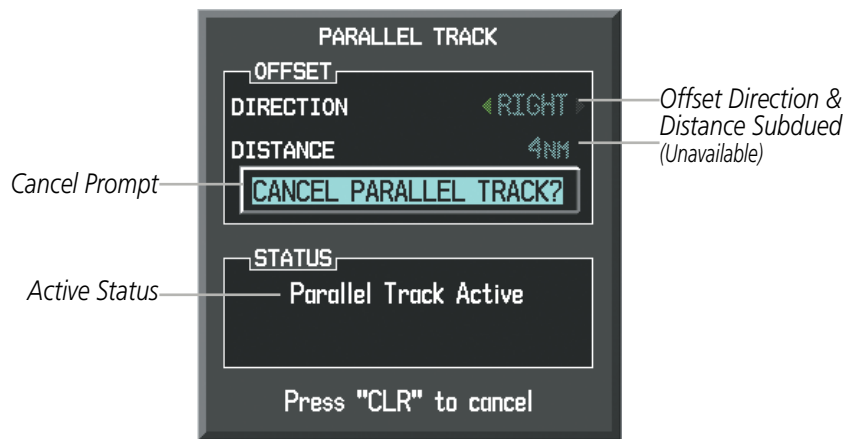 PARALLEL TRACK
OFFSET
DIRECTION RIGHT
DISTANCE 4NM
CANCEL PARALLEL TRACK?
STATUS
Parallel Track Active
Press "CLR" to cancel
Cancel Prompt
Active Status
Offset Direction &
Distance Subdued
(Unavailable)